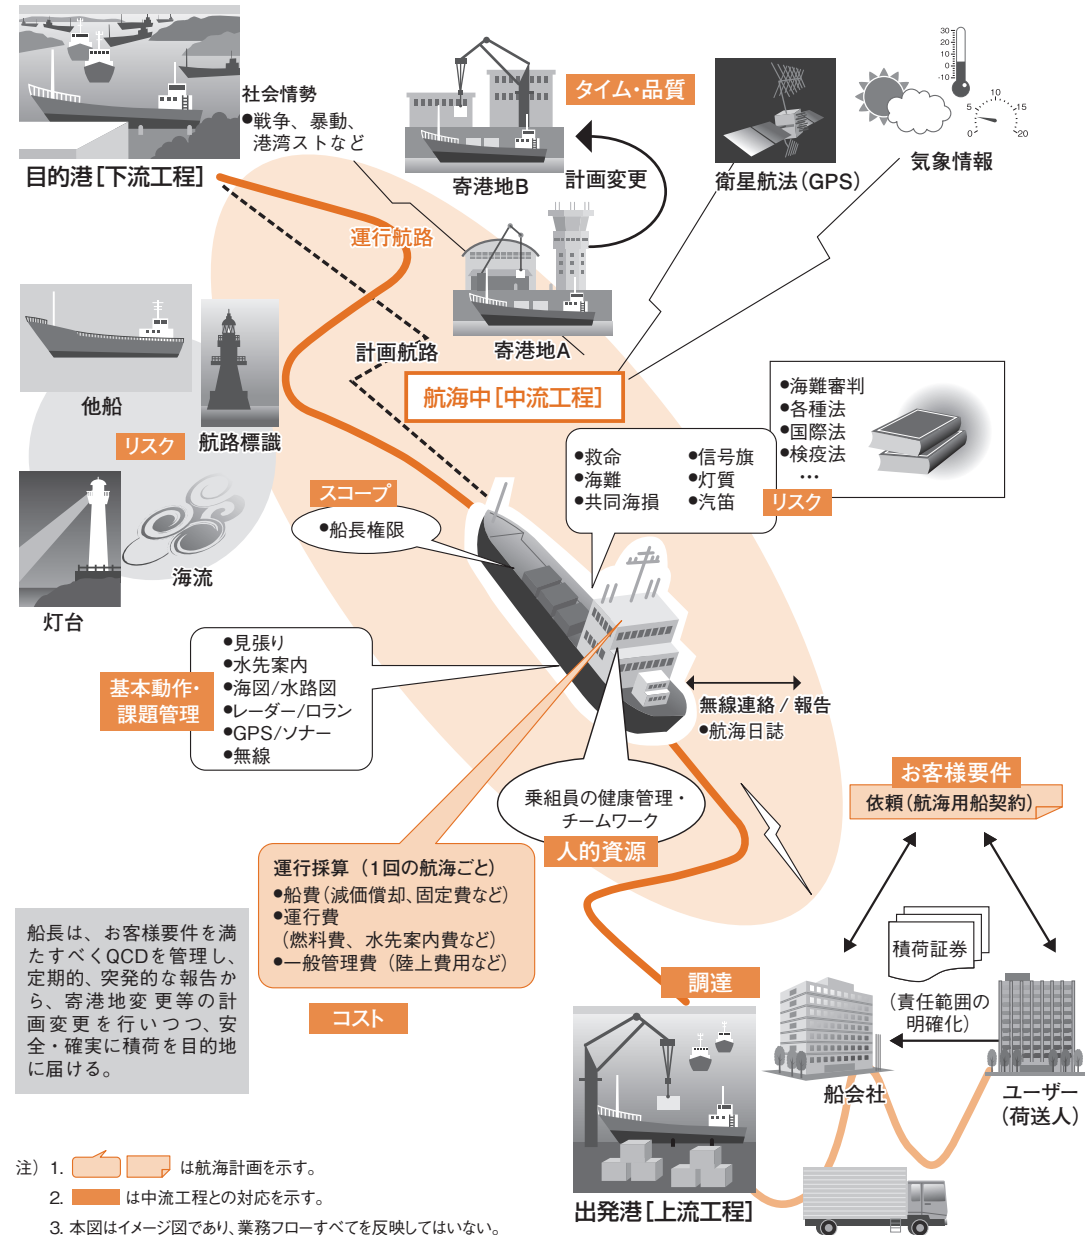 社会情勢
●戦争、暴動、
港湾ストなど
目的港[下流工程]
寄港地B
タイム・品質
計画変更
衛星航法(GPS)
30
20
10
0
-10
0
5
10
15
20
気象情報
運行航路
計画航路
寄港地A
航海中[中流工程]
他船
リスク
航路標識
灯台
海流
●海難審判
●各種法
●国際法
●検疫法
…
リスク
●救命
●海難
●共同海損
●信号旗
●灯質
●汽笛
スコープ
●船長権限
基本動作・
課題管理
●見張り
●水先案内
●海図/水路図
●レーダー/ロラン
●GPS/ソナー
●無線
無線連絡 / 報告
●航海日誌
乗組員の健康管理・
チームワーク
人的資源
お客様要件
依頼(航海用船契約)
運行採算(1回の航海ごと)
●船費(減価償却、固定費など)
●運行費
(燃料費、水先案内費など)
●一般管理費(陸上費用など)
コスト
船長は、お客様要件を満
たすべくQCDを管理し、
定期的、突発的な報告か
ら、寄港地変更等の計
画変更を行いつつ、安
全・確実に積荷を目的地
に届ける。
積荷証券
(責任範囲の
明確化)
調達
船会社
ユーザー
(荷送人)
出発港[上流工程]
注) 1. は航海計画を示す。
2. は中流工程との対応を示す。
3. 本図はイメージ図であり、業務フローすべてを反映してはいない。